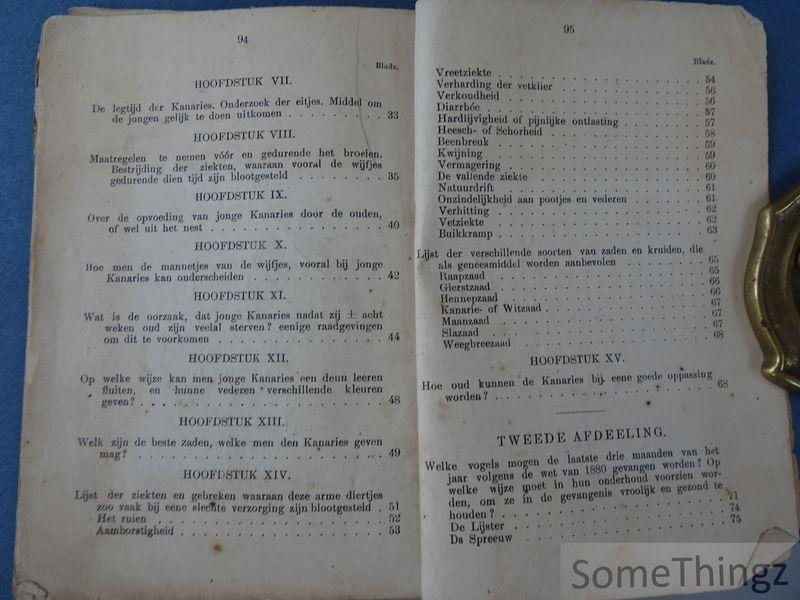 94
Bladz.
HOOFDSTUK VII.
De legtijd der Kanaries. Onderzoek der eitjes. Middel om
de jongen gelijk te doen uitkomen . . . . . . . . . 33
HOOFDSTUK VIII.
Maatregelen te nemen vóór en gedurende het broeien.
Bestrijding der ziekten, waaraan vooral de wijfjes
gedurende dien tijd zijn blootgesteld . . . . . . . . 35
HOOFDSTUK IX.
Over de opvoeding van jonge Kanaries door de ouden,
of wel uit het nest . . . . . . . . . . . . . . . 40
HOOFDSTUK X.
Hoe men de mannetjes van de wijfjes, vooral bij jonge
Kanaries kan onderscheiden . . . . . . . . . . . 42
HOOFDSTUK XI.
Wat is de oorzaak, dat jonge Kanaries nadat zij ± acht
weken oud zijn veelal sterven? eenige raadgevingen
om dit te voorkomen . . . . . . . . . . . . . . 44
HOOFDSTUK XII.
Op welke wijze kan men jonge Kanaries een deun leeren
fluiten, en hunne vedezen verschillende kleuren
geven? . . . . . . . . . . . . . . . . . . . . 48
HOOFDSTUK XIII.
Welk zijn de beste zaden, welke men den Kanaries geven
mag? . . . . . . . . . . . . . . . . . . . . . 49
HOOFDSTUK XIV.
Lijst der ziekten en gebreken waaraan deze arme diertjes
zoo vaak bij eene slechte verzorging zijn blootgesteld . 51
Het ruien . . . . . . . . . . . . . . . . . . . 52
Aamborstigheid . . . . . . . . . . . . . . . . . 53
95
Bladz.
Vreetziekte . . . . . . . . . . . . . . . . . . 54
Verharding der vetklier . . . . . . . . . . . . . 56
Verkoudheid . . . . . . . . . . . . . . . . . . 56
Diarrhée . . . . . . . . . . . . . . . . . . . 57
Hardlijvigheid of pijnlijke ontlasting . . . . . . . . 57
Heesch- of Schorheid . . . . . . . . . . . . . . 58
Beenbreuk . . . . . . . . . . . . . . . . . . . 59
Kwijning . . . . . . . . . . . . . . . . . . . 59
Vermagering . . . . . . . . . . . . . . . . . . 60
De vallende ziekte . . . . . . . . . . . . . . . 60
Natuurdrift . . . . . . . . . . . . . . . . . . 61
Onzindelijkheid aan pootjes en vederen . . . . . . . 61
Verhitting . . . . . . . . . . . . . . . . . . . 62
Vetziekte . . . . . . . . . . . . . . . . . . . 62
Buikkramp . . . . . . . . . . . . . . . . . . . 63
Lijst der verschillende soorten van zaden en kruiden, die
als geneesmiddel worden aanbevolen . . . . . . . . 65
Raapzaad . . . . . . . . . . . . . . . . . . . 65
Gierstzaad . . . . . . . . . . . . . . . . . . . 66
Hennepzaad . . . . . . . . . . . . . . . . . . 66
Kanarie- of Witzaad . . . . . . . . . . . . . . . 67
Maanzaad . . . . . . . . . . . . . . . . . . . 67
Slazaad . . . . . . . . . . . . . . . . . . . . 67
Weegbreezaad . . . . . . . . . . . . . . . . . 68
HOOFDSTUK XV.
Hoe oud kunnen de Kanaries bij eene goede oppassing
worden? . . . . . . . . . . . . . . . . . . . . 68
TWEEDE AFDEELING.
Welke vogels mogen de laatste drie maanden van het
jaar volgens de wet van 1880 gevangen worden? Op
welke wijze moet in hun onderhoud voorzien wor-
den, om ze in de gevangenis vroolijk en gezond te
houden? . . . . . . . . . . . . . . . . . . . . 71
De Lijster . . . . . . . . . . . . . . . . . . . 74
Ds Spreeuw . . . . . . . . . . . . . . . . . . . 75
SomeThingz